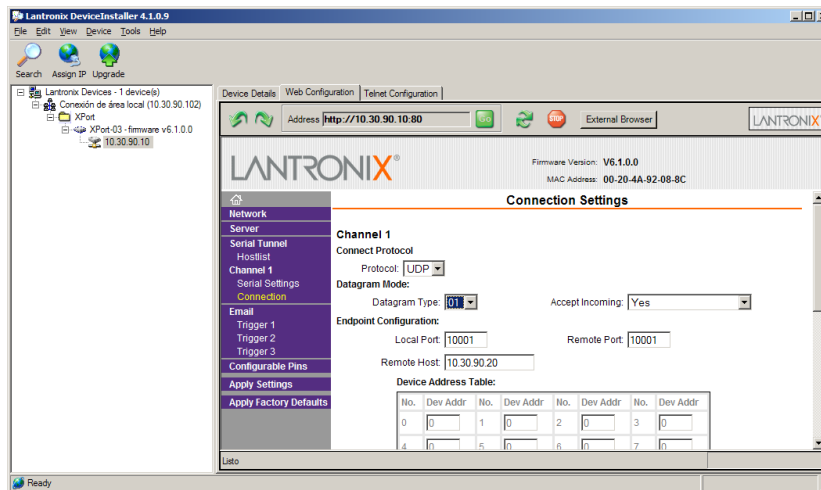 Lantronix DeviceInstaller 4.1.0.9
File Edit View Device Tools Help
Search Assign IP Upgrade
Lantronix Devices - 1 device(s)
Conexión de área local (10.30.90.102)
XPort
XPort-03 - firmware v6.1.0.0
10.30.90.10
Device Details Web Configuration Telnet Configuration
Address http://10.30.90.10:80 Go STOP External Browser LANTRONIX
LANTRONIX®
Firmware Version: V6.1.0.0
MAC Address: 00-20-4A-92-08-8C
Network
Server
Serial Tunnel
Hostlist
Channel 1
Serial Settings
Connection
Email
Trigger 1
Trigger 2
Trigger 3
Configurable Pins
Apply Settings
Apply Factory Defaults
Connection Settings
Channel 1
Connect Protocol
Protocol: UDP
Datagram Mode:
Datagram Type: 01 Accept Incoming: Yes
Endpoint Configuration:
Local Port: 10001 Remote Port: 10001
Remote Host: 10.30.90.20
Device Address Table:
No. Dev Addr No. Dev Addr No. Dev Addr No. Dev Addr
0 0 1 0 2 0 3 0
4 0 5 0 6 0 7 0
Listo
Ready